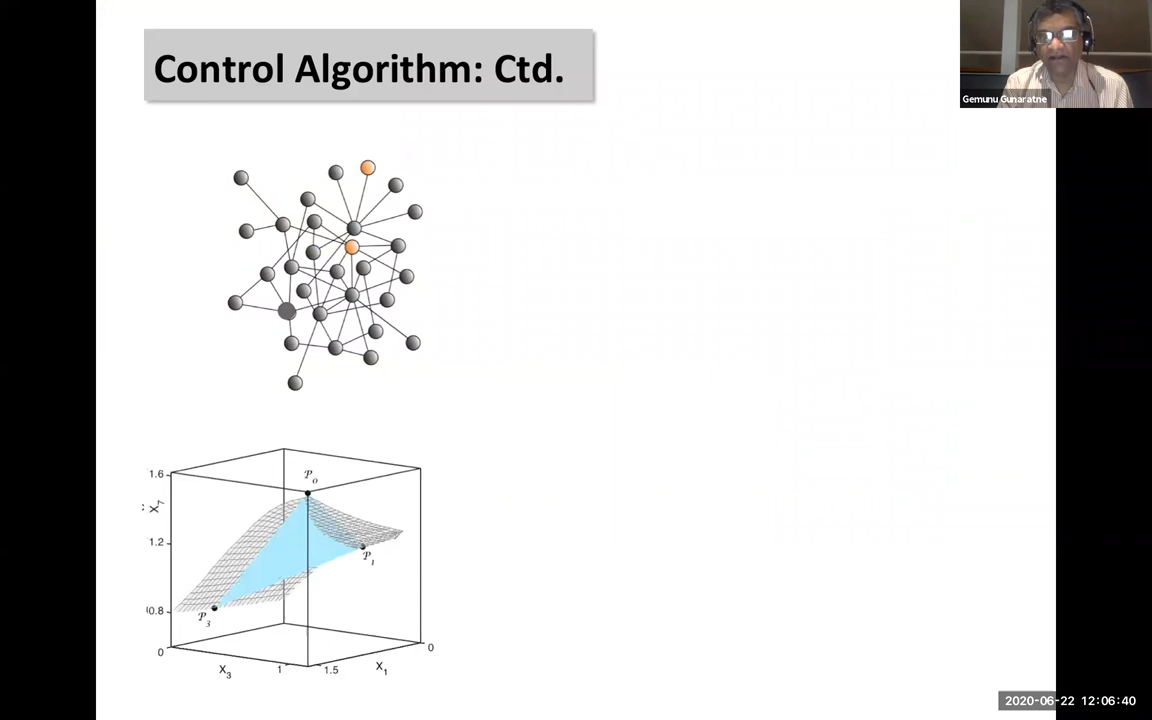 Control Algorithm: Ctd.
Gemunu Gunaratne
P0
1.6
X7
1.2
P1
0.8
P3
0
0
X3
1
1.5
X1
2020-06-22 12:06:40